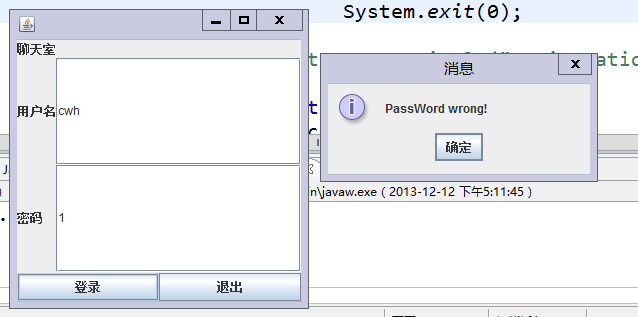 System.exit(0);
聊天室
用户名 cwh
密码 1
登录 退出
消息
PassWord wrong!
确定
\javaw.exe ( 2013-12-12 下午5:11:45 )